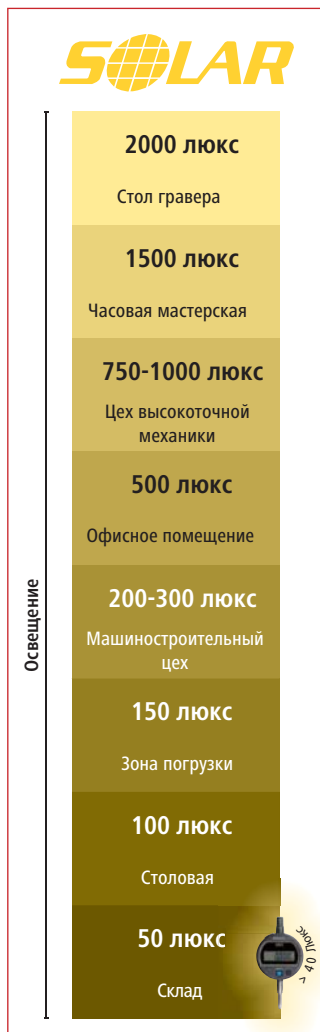 SOLAR
2000 люкс
Стол гравера
1500 люкс
Часовая мастерская
750-1000 люкс
Цех высокоточной
механики
500 люкс
Офисное помещение
200-300 люкс
Машиностроительный
цех
150 люкс
Зона погрузки
100 люкс
Столовая
50 люкс
Склад
Освещение
> 40 Люкс